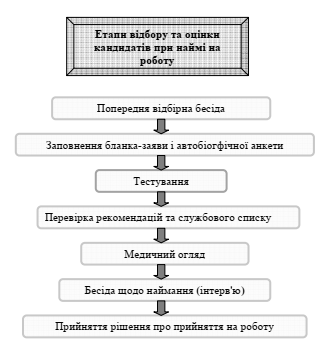 Етапи відбору та оцінки
кандидатів при наймі на
роботу
Попередня відбірна бесіда
Заповнення бланка-заяви і автобіогфічної анкети
Тестування
Перевірка рекомендацій та службового списку
Медичний огляд
Бесіда щодо наймання (інтерв'ю)
Прийняття рішення про прийняття на роботу